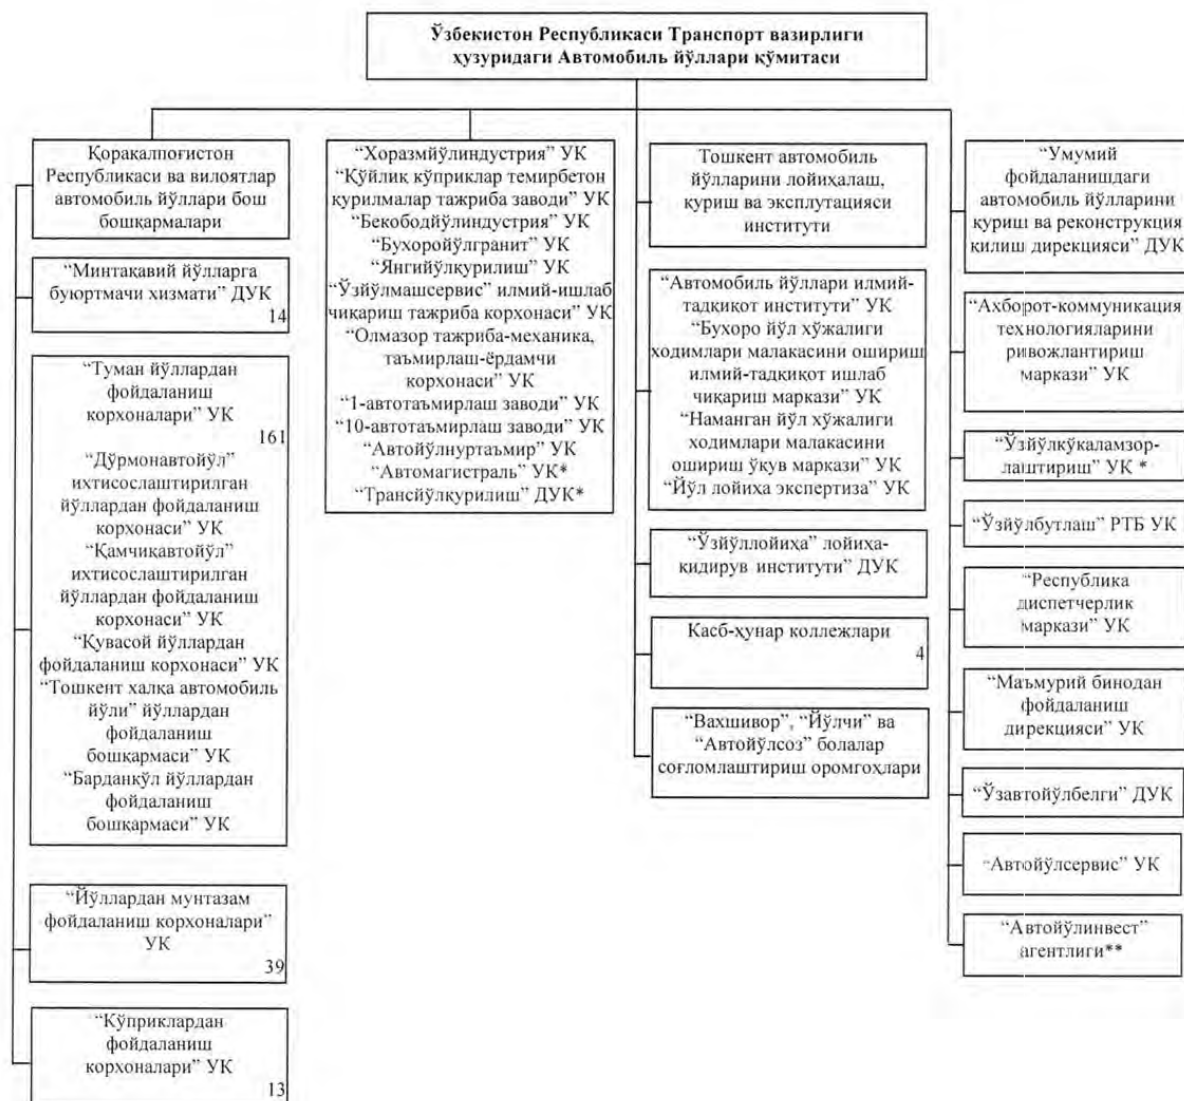 Ўзбекистон Республикаси Транспорт вазирлиги
ҳузуридаги Автомобиль йўллари қўмитаси
Қорақалпоғистон
Республикаси ва вилоятлар
автомобиль йўллари бош
бошқармалари
“Минтақавий йўлларга
буюртмачи хизмати” ДУК
14
“Туман йўллардан
фойдаланиш
корхоналари” УК
161
“Дўрмонавтойўл”
ихтисослаштирилган
йўллардан фойдаланиш
корхонаси” УК
“Қамчиқавтойўл”
ихтисослаштирилган
йўллардан фойдаланиш
корхонаси” УК
“Қувасой йўллардан
фойдаланиш корхонаси” УК
“Тошкент халқа автомобиль
йўли” йўллардан
фойдаланиш
бошқармаси” УК
“Барданкўл йўллардан
фойдаланиш
бошқармаси” УК
“Йўллардан мунтазам
фойдаланиш корхоналари”
УК
39
“Кўприклардан
фойдаланиш
корхоналари” УК
13
“Хоразмйўлиндустрия” УК
“Қўйлиқ кўприклар темирбетон
қурилмалар тажриба заводи” УК
“Бекободйўлиндустрия” УК
“Бухоройўлгранит” УК
“Янгийўлқурилиш” УК
“Ўзйўлмашсервис” илмий-ишлаб
чиқариш тажриба корхонаси” УК
“Олмазор тажриба-механика,
таъмирлаш-ёрдамчи
корхонаси” УК
“1-автотаъмирлаш заводи” УК
“10-автотаъмирлаш заводи” УК
“Автойўлнуртаъмир” УК
“Автомагистраль” УК*
“Трансйўлқурилиш” ДУК*
Тошкент автомобиль
йўлларини лойиҳалаш,
қуриш ва эксплутацияси
институти
“Автомобиль йўллари илмий-
тадқиқот институти” УК
“Бухоро йўл хўжалиги
ходимлари малакасини ошириш
илмий-тадқиқот ишлаб
чиқариш маркази” УК
“Наманган йўл хўжалиги
ходимлари малакасини
ошириш ўқув маркази” УК
“Йўл лойиҳа экспертиза” УК
“Ўзйўллойиҳа” лойиҳа-
қидирув институти” ДУК
Касб-ҳунар коллежлари
4
“Вахшивор”, “Йўлчи” ва
“Автойўлсоз” болалар
соғломлаштириш оромгоҳлари
“Умумий
фойдаланишдаги
автомобиль йўлларини
қуриш ва реконструкция
қилиш дирекцияси” ДУК
“Ахборот-коммуникация
технологияларини
ривожлантириш
маркази” УК
“Ўзйўлкўкаламзор-
лаштириш” УК *
“Ўзйўлбутлаш” РТБ УК
“Республика
диспетчерлик
маркази” УК
“Маъмурий бинодан
фойдаланиш
дирекцияси” УК
“Ўзавтойўлбелги” ДУК
“Автойўлсервис” УК
“Автойўлинвест”
агентлиги**